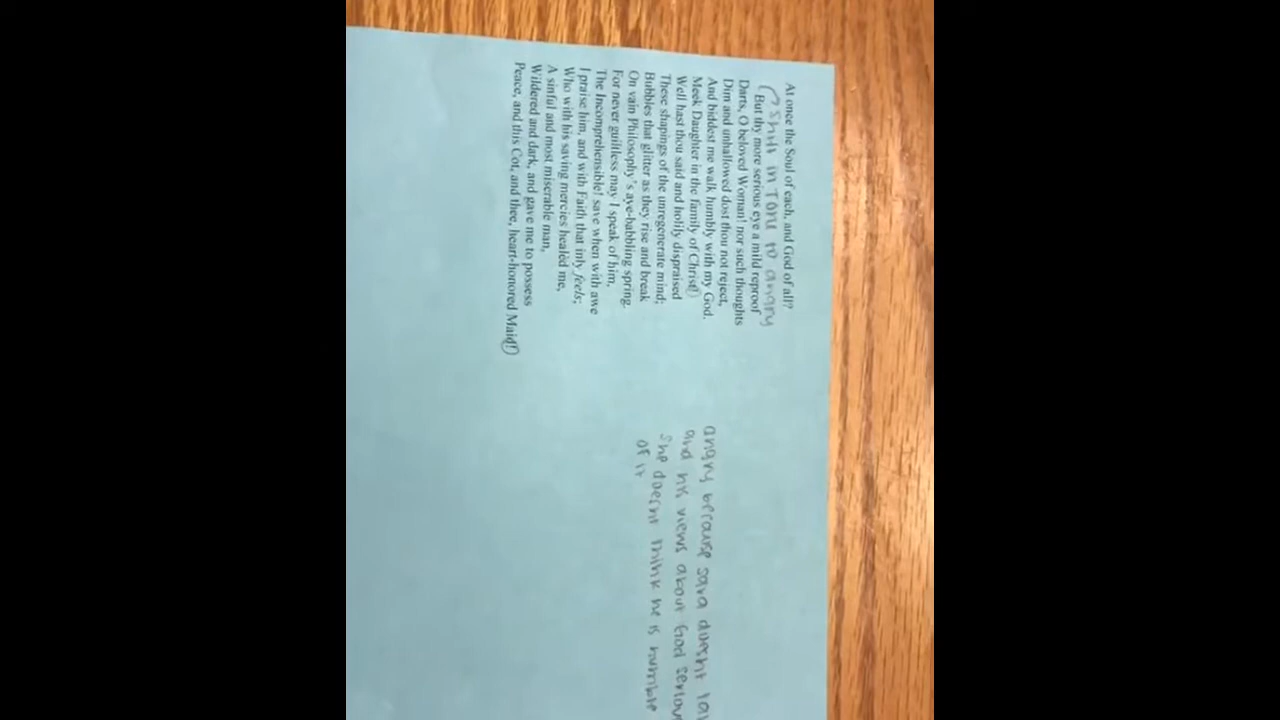 At once the Soul of each, and God of all?
shift in Tone to angry
But thy more serious eye a mild reproof
Darts, O beloved Woman! nor such thoughts
Dim and unhallowed dost thou not reject,
And biddest me walk humbly with my God.
Meek Daughter in the family of Christ!
Well hast thou said and holily dispraised
These shapings of the unregenerate mind;
Bubbles that glitter as they rise and break
On vain Philosophy's aye-babbling spring.
For never guiltless may I speak of him,
The Incomprehensible! save when with awe
I praise him, and with Faith that inly feels;
Who with his saving mercies healèd me,
A sinful and most miserable man,
Wildered and dark, and gave me to possess
Peace, and this Cot, and thee, heart-honored Maid!
angry because sara doesnt
and his views about God
she doesnt think he is humble
of it